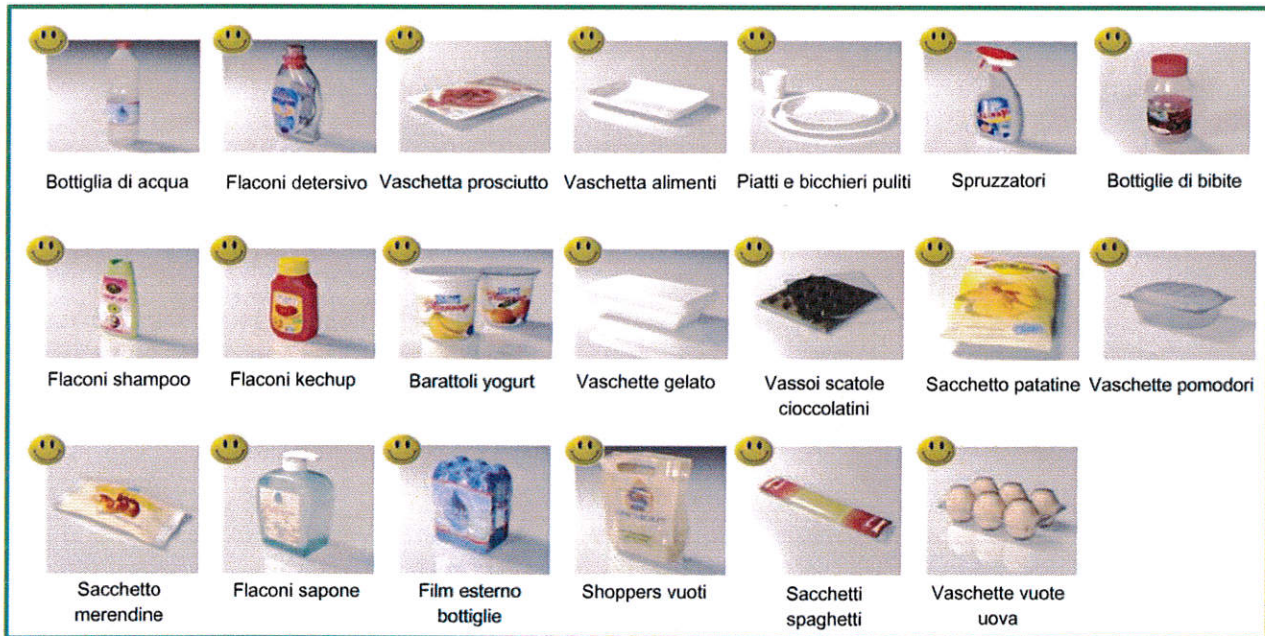 Bottiglia di acqua
Flaconi detersivo
Vaschetta prosciutto
Vaschetta alimenti
Piatti e bicchieri puliti
Spruzzatori
Bottiglie di bibite
Flaconi shampoo
Flaconi kechup
Barattoli yogurt
Vaschette gelato
Vassoi scatole
cioccolatini
Sacchetto patatine
Vaschette pomodori
Sacchetto
merendine
Flaconi sapone
Film esterno
bottiglie
Shoppers vuoti
Sacchetti
spaghetti
Vaschette vuote
uova